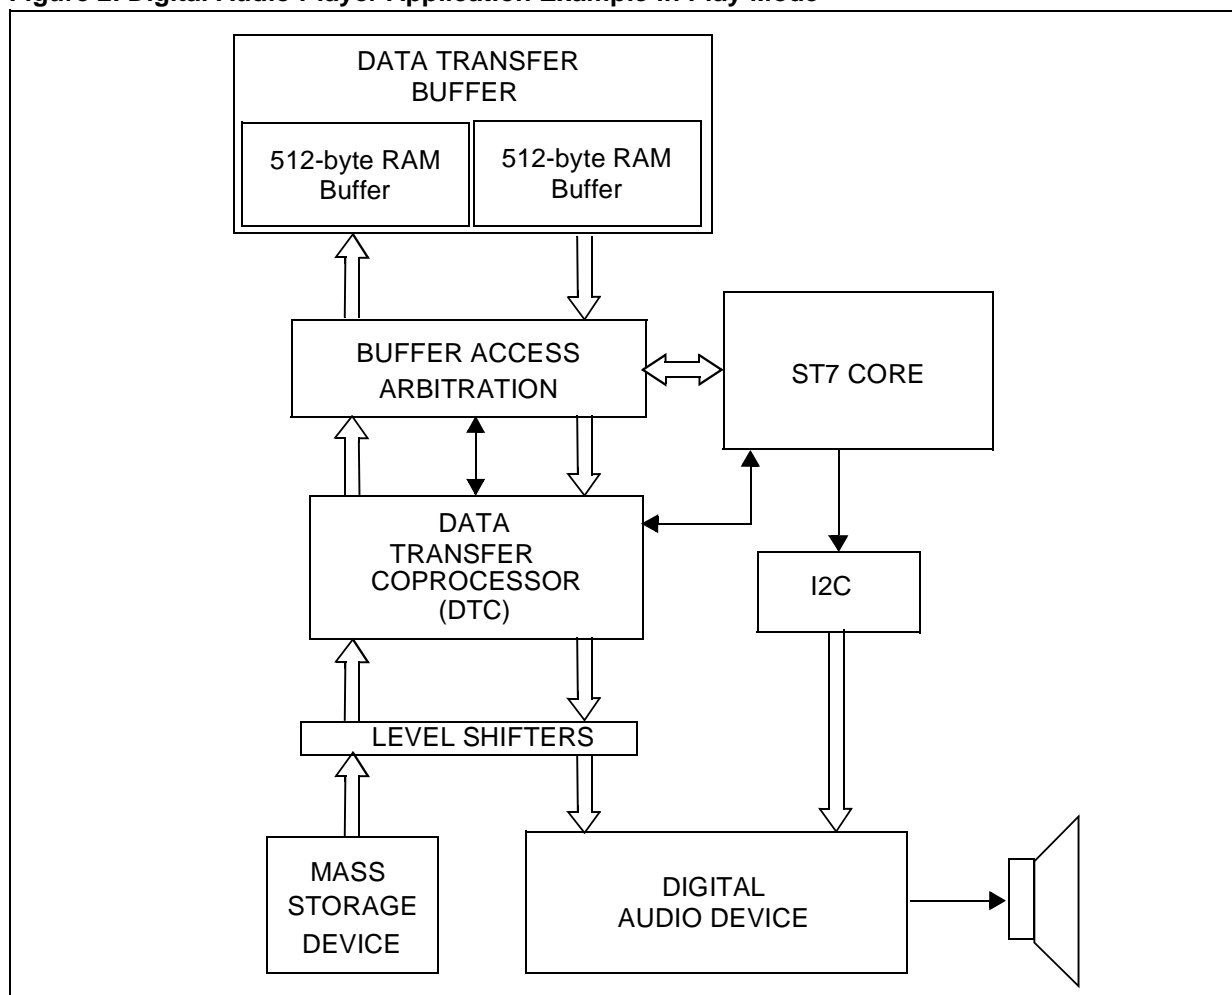 Figure 2. Digital Audio Player Application Example in Play Mode
DATA TRANSFER
BUFFER
512-byte RAM
Buffer
512-byte RAM
Buffer
BUFFER ACCESS
ARBITRATION
ST7 CORE
DATA
TRANSFER
COPROCESSOR
(DTC)
I2C
LEVEL SHIFTERS
MASS
STORAGE
DEVICE
DIGITAL
AUDIO DEVICE